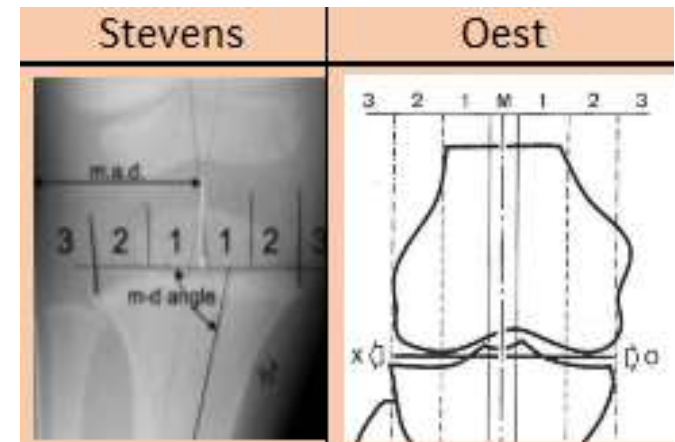 Stevens
Oest
m.a.d.
3 2 1 1 2 3
m-d angle
3 2 1 M 1 2 3
X
O